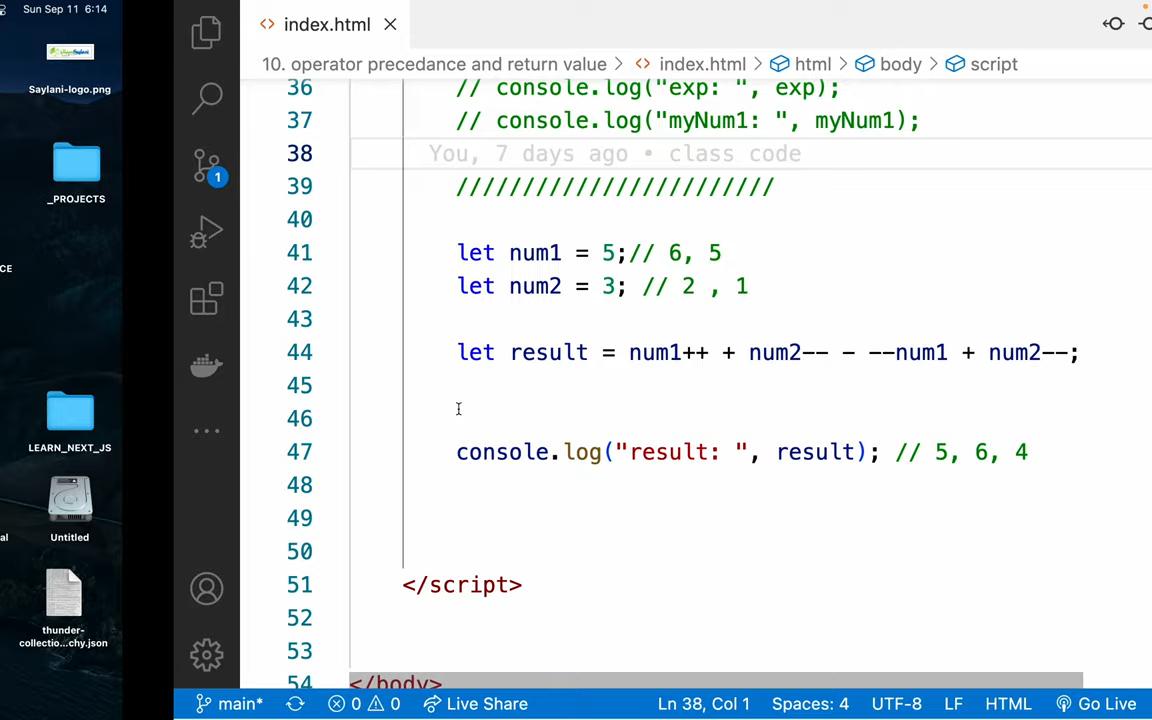 Sun Sep 11 6:14
Saylani-logo.png
_PROJECTS
CE
LEARN_NEXT_JS
Untitled
al
thunder-
collectio...chy.json
1
index.html
10. operator precedance and return value > index.html > html > body > script
36 // console.log("exp: ", exp);
37 // console.log("myNum1: ", myNum1);
38 You, 7 days ago • class code
39 ////////////////////////
40
41 let num1 = 5;// 6, 5
42 let num2 = 3; // 2 , 1
43
44 let result = num1++ + num2-- - --num1 + num2--;
45
46
47 console.log("result: ", result); // 5, 6, 4
48
49
50
51 </script>
52
53
54 </body>
main* 0 0 Live Share Ln 38, Col 1 Spaces: 4 UTF-8 LF HTML Go Live